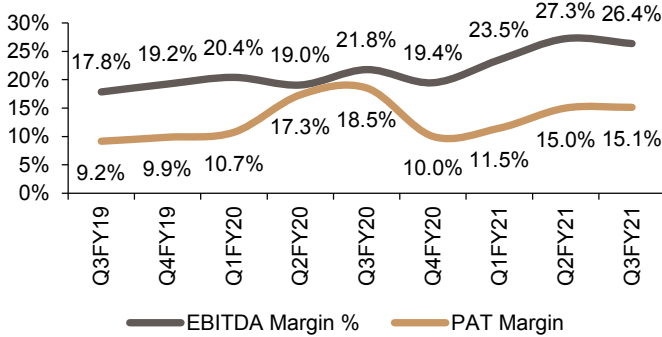 30%
25%
20%
15%
10%
5%
0%
17.8%
19.2%
20.4%
19.0%
21.8%
19.4%
23.5%
27.3%
26.4%
9.2%
9.9%
10.7%
17.3%
18.5%
10.0%
11.5%
15.0%
15.1%
Q3FY19
Q4FY19
Q1FY20
Q2FY20
Q3FY20
Q4FY20
Q1FY21
Q2FY21
Q3FY21
EBITDA Margin %
PAT Margin